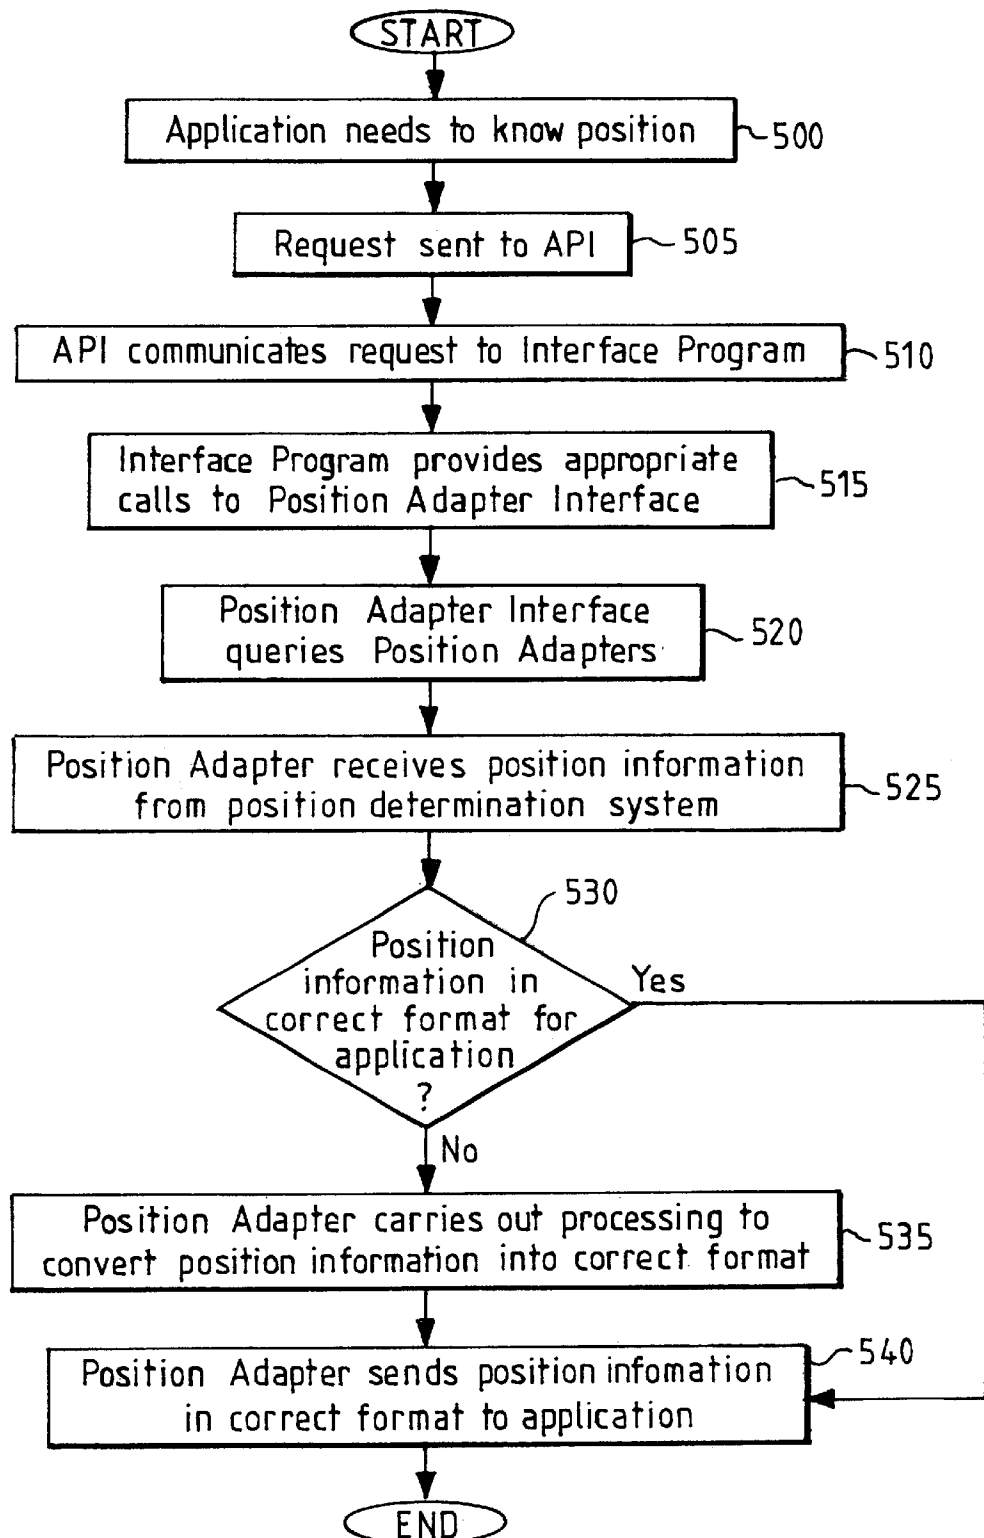 START
Application needs to know position
500
Request sent to API
505
API communicates request to Interface Program
510
Interface Program provides appropriate
calls to Position Adapter Interface
515
Position Adapter Interface
queries Position Adapters
520
Position Adapter receives position information
from position determination system
525
530
Position
information in
correct format for
application
?
Yes
No
Position Adapter carries out processing to
convert position information into correct format
535
Position Adapter sends position infomation
in correct format to application
540
END